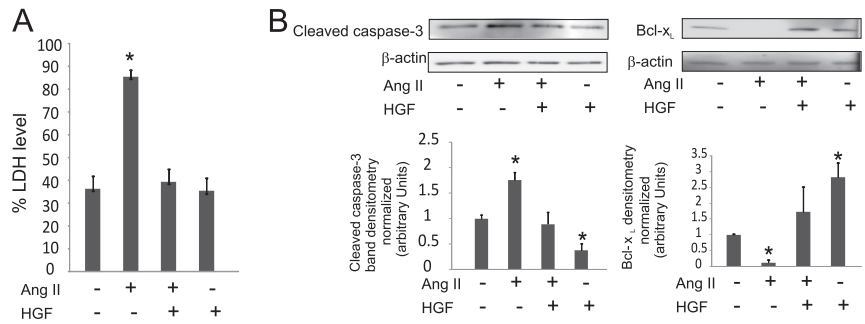 A
% LDH level
100
90
80
70
60
50
40
30
20
10
0
*
Ang II - + + -
HGF - - + +
B
Cleaved caspase-3
β-actin
Ang II - + + -
HGF - - + +
Bcl-xL
β-actin
Ang II - + + -
HGF - - + +
Cleaved caspase-3
band densitometry
normalized
(arbitrary Units)
2.5
2
1.5
1
0.5
0
*
*
Ang II - + + -
HGF - - + +
Bcl-x L densitometry
normalized
(arbitrary Units)
3.5
3
2.5
2
1.5
1
0.5
0
*
*
Ang II - + + -
HGF - - + +